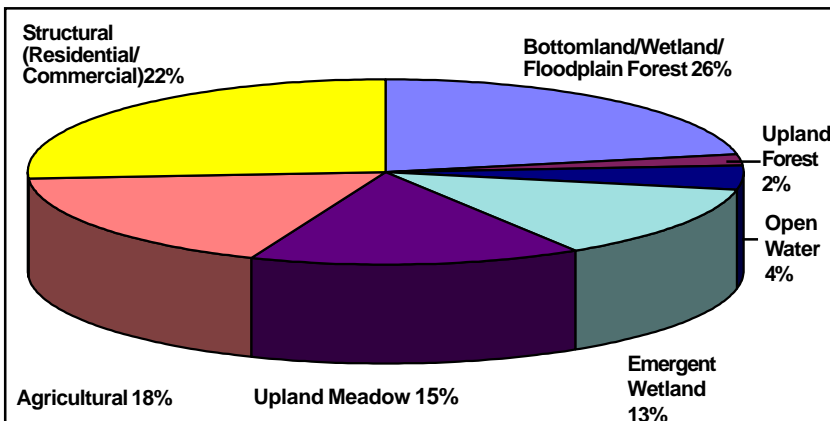 Structural
(Residential/
Commercial)22%
Bottomland/Wetland/
Floodplain Forest 26%
Upland
Forest
2%
Open
Water
4%
Emergent
Wetland
13%
Upland Meadow 15%
Agricultural 18%